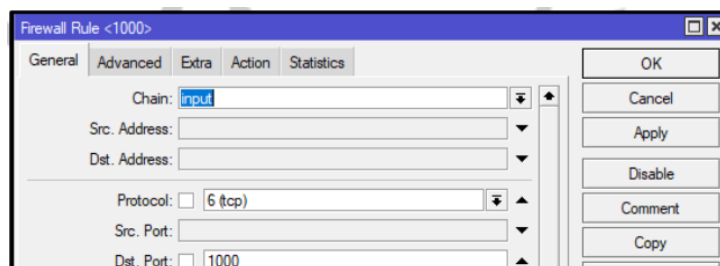 Firewall Rule <1000>
General Advanced Extra Action Statistics
OK
Chain: input
Cancel
Src. Address:
Apply
Dst. Address:
Disable
Protocol: 6 (tcp)
Comment
Src. Port:
Copy
Dst. Port: 1000